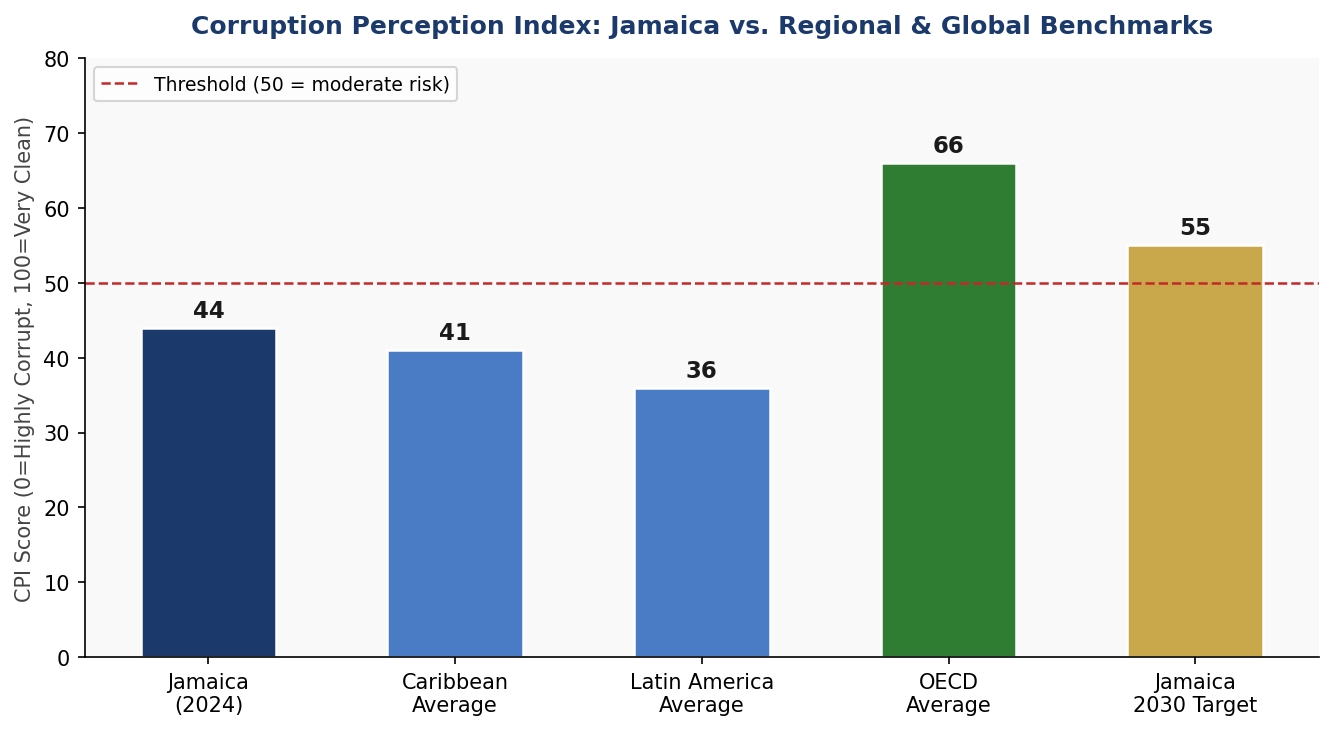 Corruption Perception Index: Jamaica vs. Regional & Global Benchmarks
CPI Score (0=Highly Corrupt, 100=Very Clean)
80
70
60
50
40
30
20
10
0
Threshold (50 = moderate risk)
44
41
36
66
55
Jamaica
(2024)
Caribbean
Average
Latin America
Average
OECD
Average
Jamaica
2030 Target